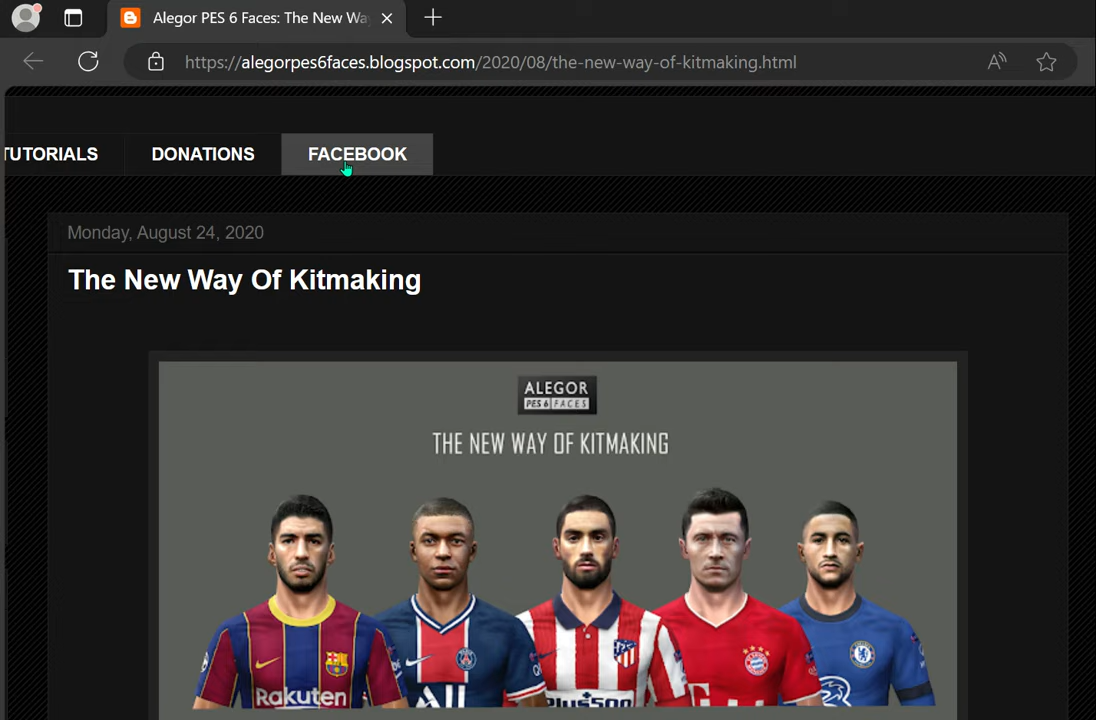 Alegor PES 6 Faces: The New Wa
https://alegorpes6faces.blogspot.com/2020/08/the-new-way-of-kitmaking.html
TUTORIALS DONATIONS FACEBOOK
Monday, August 24, 2020
The New Way Of Kitmaking
ALEGOR
PES 6 FACES
THE NEW WAY OF KITMAKING
Rakuten